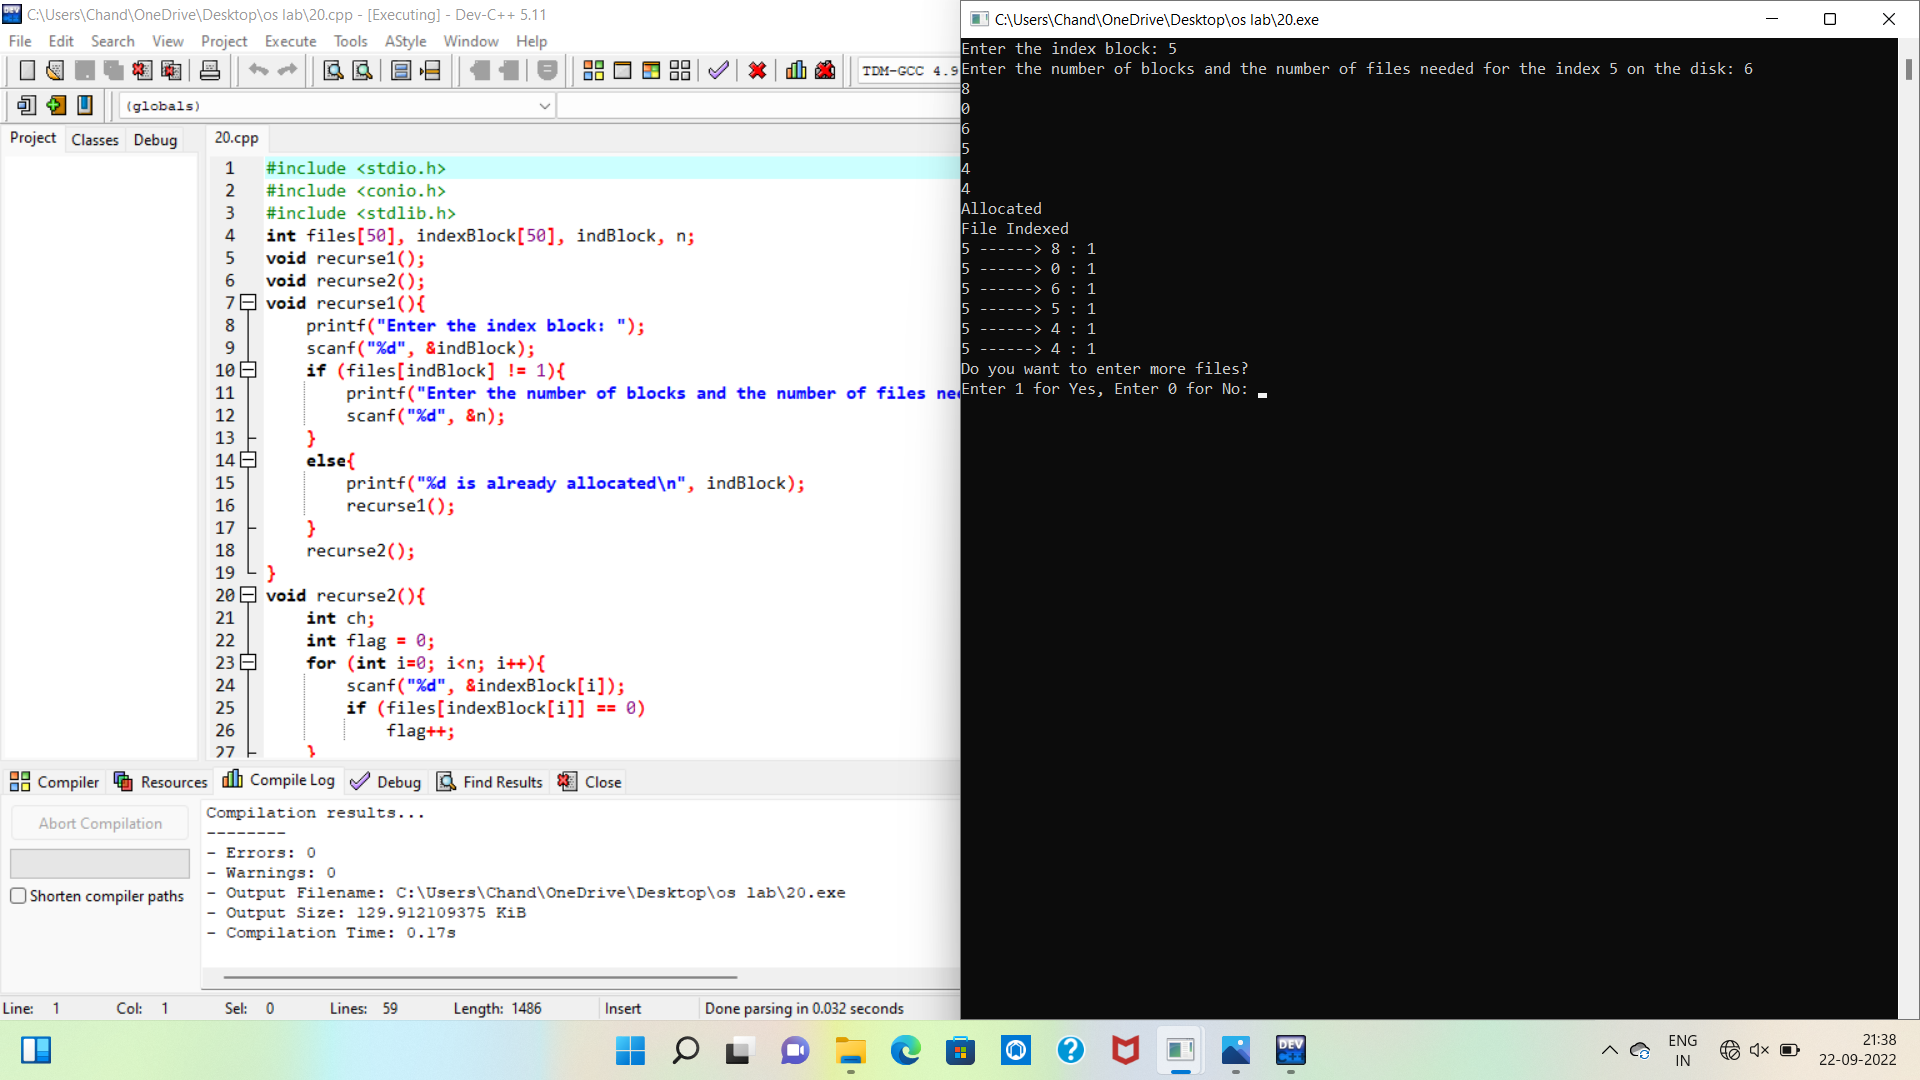 C:\Users\Chand\OneDrive\Desktop\os lab\20.cpp - [Executing] - Dev-C++ 5.11
File Edit Search View Project Execute Tools AStyle Window Help
TDM-GCC 4.9
(globals)
Project Classes Debug
20.cpp
1 #include <stdio.h>
2 #include <conio.h>
3 #include <stdlib.h>
4 int files[50], indexBlock[50], indBlock, n;
5 void recurse1();
6 void recurse2();
7 void recurse1(){
8 printf("Enter the index block: ");
9 scanf("%d", &indBlock);
10 if (files[indBlock] != 1){
11 printf("Enter the number of blocks and the number of files nee
12 scanf("%d", &n);
13 }
14 else{
15 printf("%d is already allocated\n", indBlock);
16 recurse1();
17 }
18 recurse2();
19 }
20 void recurse2(){
21 int ch;
22 int flag = 0;
23 for (int i=0; i<n; i++){
24 scanf("%d", &indexBlock[i]);
25 if (files[indexBlock[i]] == 0)
26 flag++;
27 }
Compiler Resources Compile Log Debug Find Results Close
Abort Compilation
Shorten compiler paths
Compilation results...
--------
- Errors: 0
- Warnings: 0
- Output Filename: C:\Users\Chand\OneDrive\Desktop\os lab\20.exe
- Output Size: 129.912109375 KiB
- Compilation Time: 0.17s
Line: 1 Col: 1 Sel: 0 Lines: 59 Length: 1486 Insert Done parsing in 0.032 seconds
C:\Users\Chand\OneDrive\Desktop\os lab\20.exe
Enter the index block: 5
Enter the number of blocks and the number of files needed for the index 5 on the disk: 6
8
0
6
5
4
4
Allocated
File Indexed
5 ------> 8 : 1
5 ------> 0 : 1
5 ------> 6 : 1
5 ------> 5 : 1
5 ------> 4 : 1
5 ------> 4 : 1
Do you want to enter more files?
Enter 1 for Yes, Enter 0 for No:
DEV C++
ENG
IN
21:38
22-09-2022